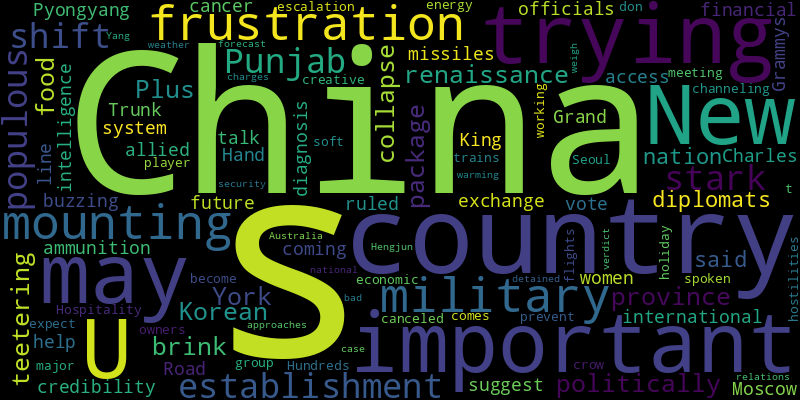 Pyongyang cancer escalation energy officials don financial
shift frustration trying
Yang weather forecast Punjab missiles weigh Grammys
populous food Plus charges creative renaissance access meeting
China New
intelligence Trunk collapse package working Grand channeling
system talk King
line allied Hand diagnosis soft trains Seoul nation Charles
player security warming stark
buzzing future ruled exchange vote diplomats t
mounting S country
Australia
ammunition coming Hengjun flights verdict holiday said hostilities
may become national economic detained women spoken
York military province
Hospitality Korean bad canceled comes prevent international
teetering U approaches important
expect owners case
help brink
major Road group Hundreds crow relations
credibility establishment suggest politically Moscow